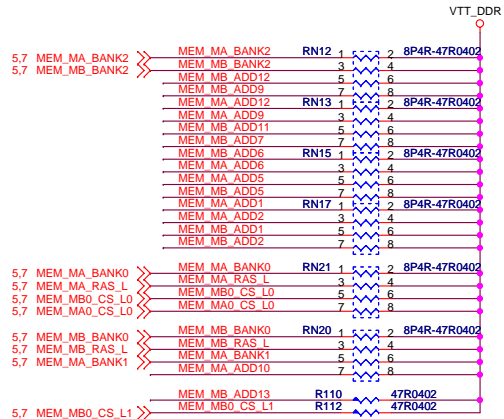 VTT_DDR
5,7 MEM_MA_BANK2 MEM_MA_BANK2 RN12 1 2 8P4R-47R0402
5,7 MEM_MB_BANK2 MEM_MB_BANK2 3 4
MEM_MB_ADD12 5 6
MEM_MB_ADD9 7 8
MEM_MA_ADD12 RN13 1 2 8P4R-47R0402
MEM_MA_ADD9 3 4
MEM_MB_ADD11 5 6
MEM_MB_ADD7 7 8
MEM_MB_ADD6 RN15 1 2 8P4R-47R0402
MEM_MA_ADD6 3 4
MEM_MA_ADD5 5 6
MEM_MB_ADD5 7 8
MEM_MA_ADD1 RN17 1 2 8P4R-47R0402
MEM_MA_ADD2 3 4
MEM_MB_ADD1 5 6
MEM_MB_ADD2 7 8
5,7 MEM_MA_BANK0 MEM_MA_BANK0 RN21 1 2 8P4R-47R0402
5,7 MEM_MA_RAS_L MEM_MA_RAS_L 3 4
5,7 MEM_MB0_CS_L0 MEM_MB0_CS_L0 5 6
5,7 MEM_MA0_CS_L0 MEM_MA0_CS_L0 7 8
5,7 MEM_MB_BANK0 MEM_MB_BANK0 RN20 1 2 8P4R-47R0402
5,7 MEM_MB_RAS_L MEM_MB_RAS_L 3 4
5,7 MEM_MA_BANK1 MEM_MA_BANK1 5 6
MEM_MA_ADD10 7 8
MEM_MB_ADD13 R110 47R0402
5,7 MEM_MB0_CS_L1 MEM_MB0_CS_L1 R112 47R0402